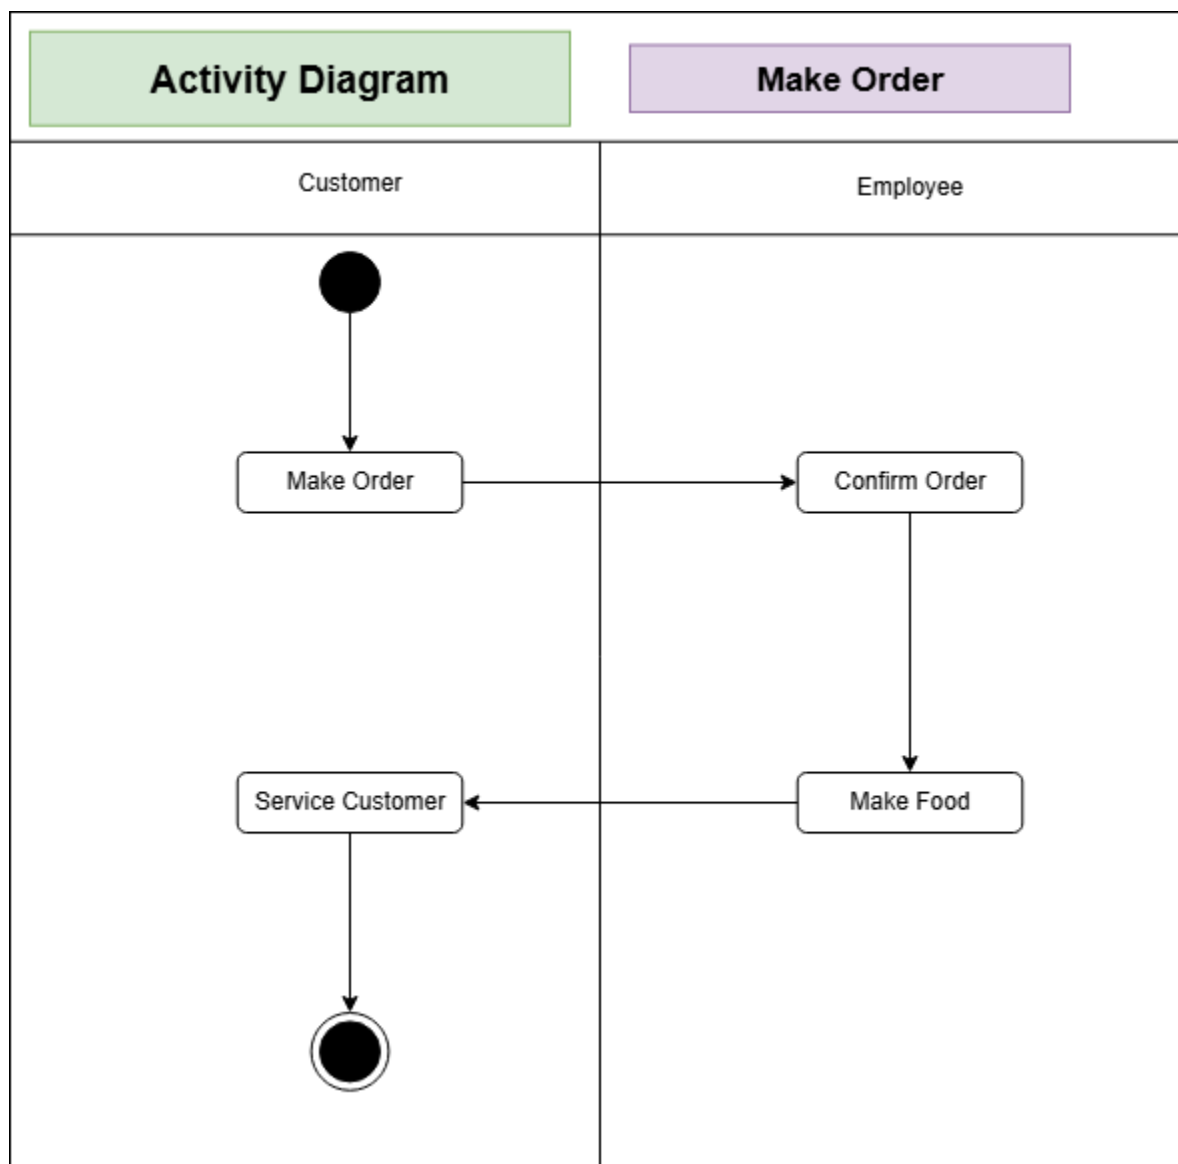 Activity Diagram
Make Order
Customer
Employee
Make Order
Confirm Order
Service Customer
Make Food